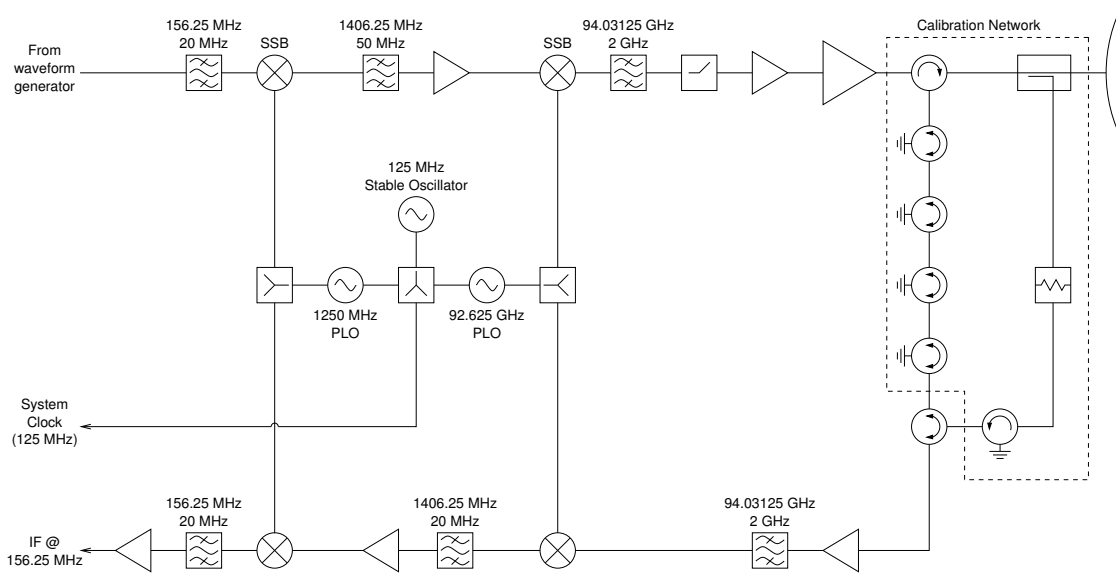 From
waveform
generator
156.25 MHz
20 MHz
SSB
1406.25 MHz
50 MHz
SSB
94.03125 GHz
2 GHz
Calibration Network
125 MHz
Stable Oscillator
1250 MHz
PLO
92.625 GHz
PLO
System
Clock
(125 MHz)
IF @
156.25 MHz
156.25 MHz
20 MHz
1406.25 MHz
20 MHz
94.03125 GHz
2 GHz